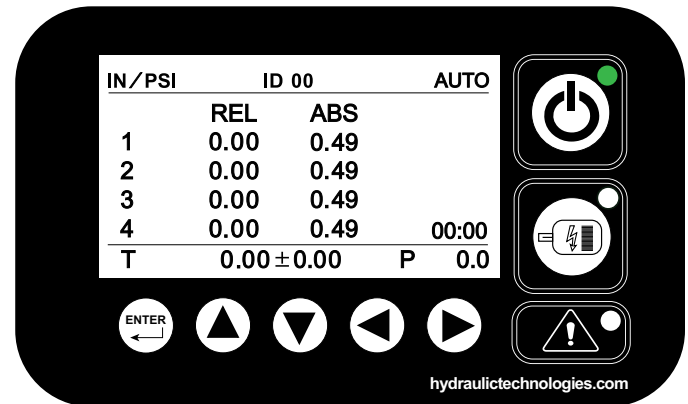 IN/PSI ID 00 AUTO
REL ABS
1 0.00 0.49
2 0.00 0.49
3 0.00 0.49
4 0.00 0.49 00:00
T 0.00±0.00 P 0.0
ENTER
hydraulictechnologies.com